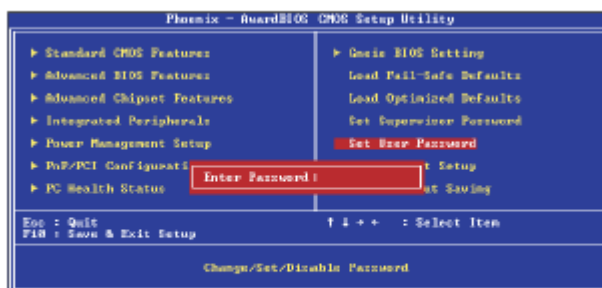 Phoenix - AwardBIOS CMOS Setup Utility
▶ Standard CMOS Features
▶ Advanced BIOS Features
▶ Advanced Chipset Features
▶ Integrated Peripherals
▶ Power Management Setup
▶ PnP/PCI Configurati
▶ PC Health Status
▶ BIOS Setting
Load Fail-Safe Defaults
Load Optimized Defaults
Set Supervisor Password
Set User Password
t Setup
ut Saving
Enter Password:
Esc : Quit
F10 : Save & Exit Setup
↑ ↓ → ← : Select Item
Change/Set/Disable Password